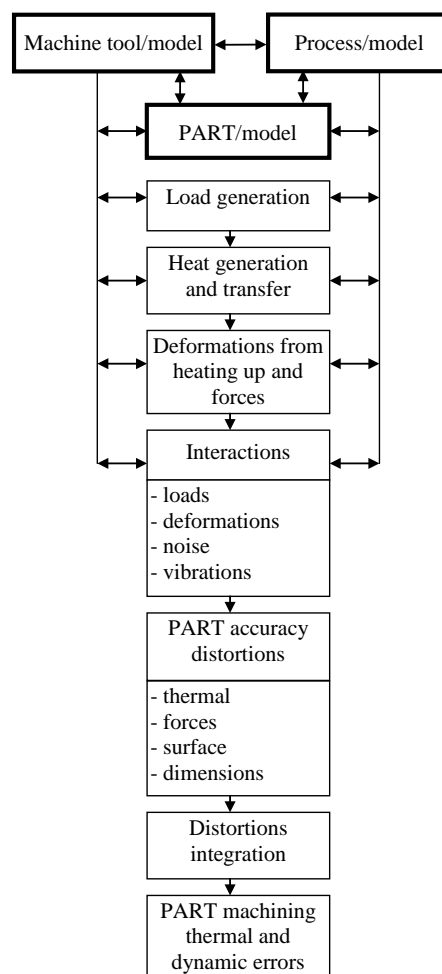 Machine tool/model
Process/model
PART/model
Load generation
Heat generation
and transfer
Deformations from
heating up and
forces
Interactions
- loads
- deformations
- noise
- vibrations
PART accuracy
distortions
- thermal
- forces
- surface
- dimensions
Distortions
integration
PART machining
thermal and
dynamic errors